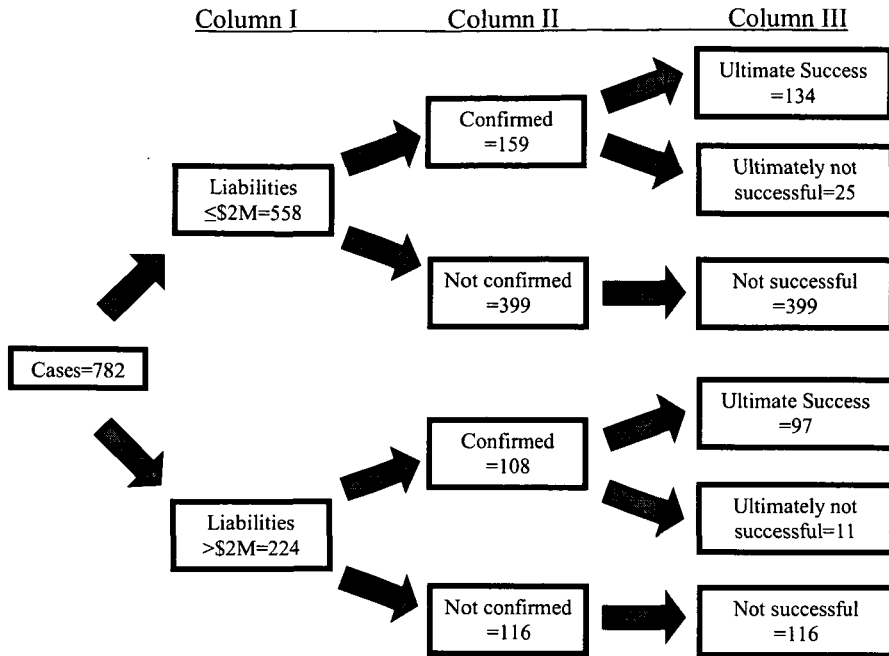 Column I Column II Column III
Ultimate Success
=134
Confirmed
=159
Ultimately not
successful=25
Liabilities
≤$2M=558
Not confirmed
=399
Not successful
=399
Cases=782
Ultimate Success
=97
Confirmed
=108
Ultimately not
successful=11
Liabilities
>$2M=224
Not confirmed
=116
Not successful
=116